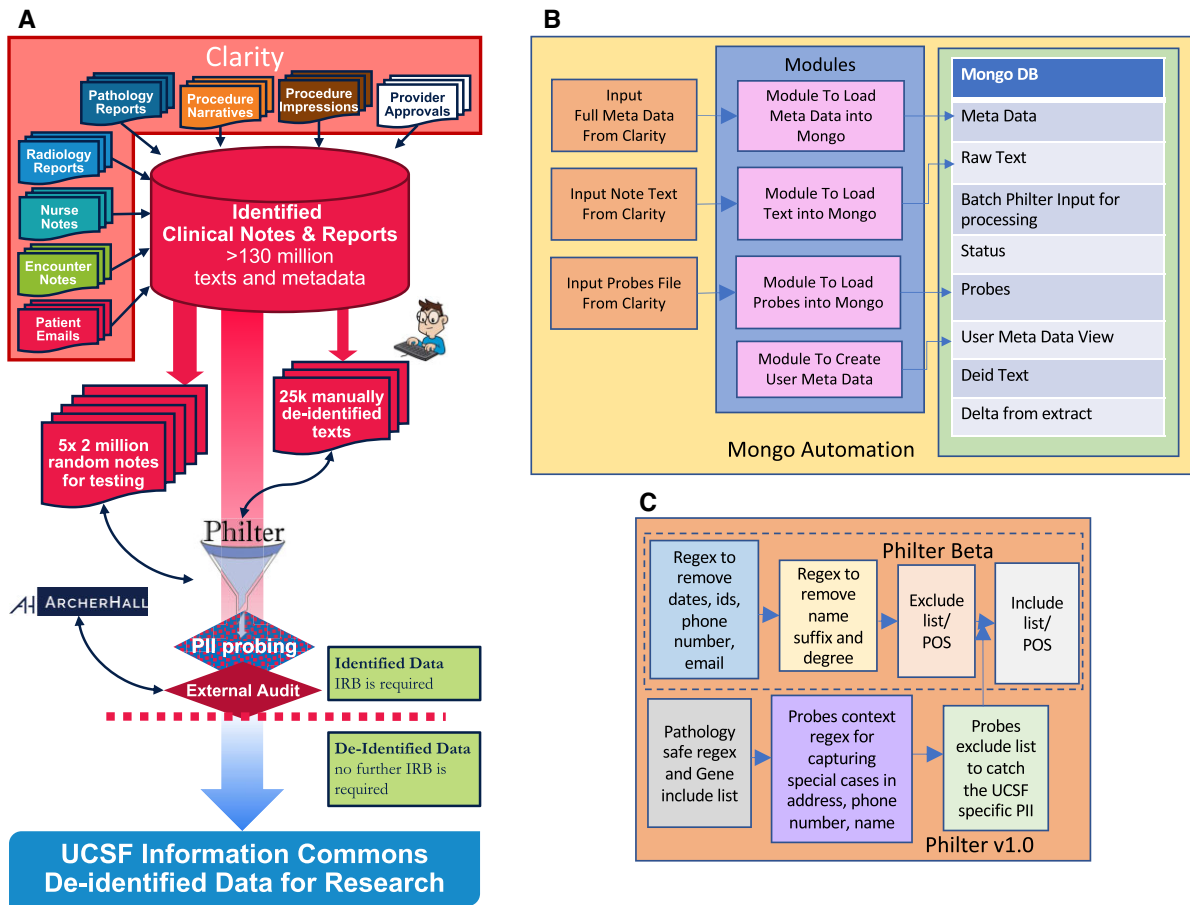 A
Clarity
Pathology
Reports
Procedure
Narratives
Procedure
Impressions
Provider
Approvals
Radiology
Reports
Nurse
Notes
Encounter
Notes
Patient
Emails
Identified
Clinical Notes & Reports
>130 million
texts and metadata
25k manually
de-identified
texts
5x 2 million
random notes
for testing
Philter
AH ARCHERHALL
PII probing
External Audit
Identified Data
IRB is required
De-Identified Data
no further IRB is
required
UCSF Information Commons
De-identified Data for Research
B
Input
Full Meta Data
From Clarity
Input Note Text
From Clarity
Input Probes File
From Clarity
Modules
Module To Load
Meta Data into
Mongo
Module To Load
Text into Mongo
Module To Load
Probes into Mongo
Module To Create
User Meta Data
Mongo DB
Meta Data
Raw Text
Batch Philter Input for
processing
Status
Probes
User Meta Data View
Deid Text
Delta from extract
Mongo Automation
C
Philter Beta
Regex to
remove
dates, ids,
phone
number,
email
Regex to
remove
name
suffix and
degree
Exclude
list/
POS
Include
list/
POS
Pathology
safe regex
and Gene
include list
Probes context
regex for
capturing
special cases in
address, phone
number, name
Probes
exclude list
to catch
the UCSF
specific PII
Philter v1.0